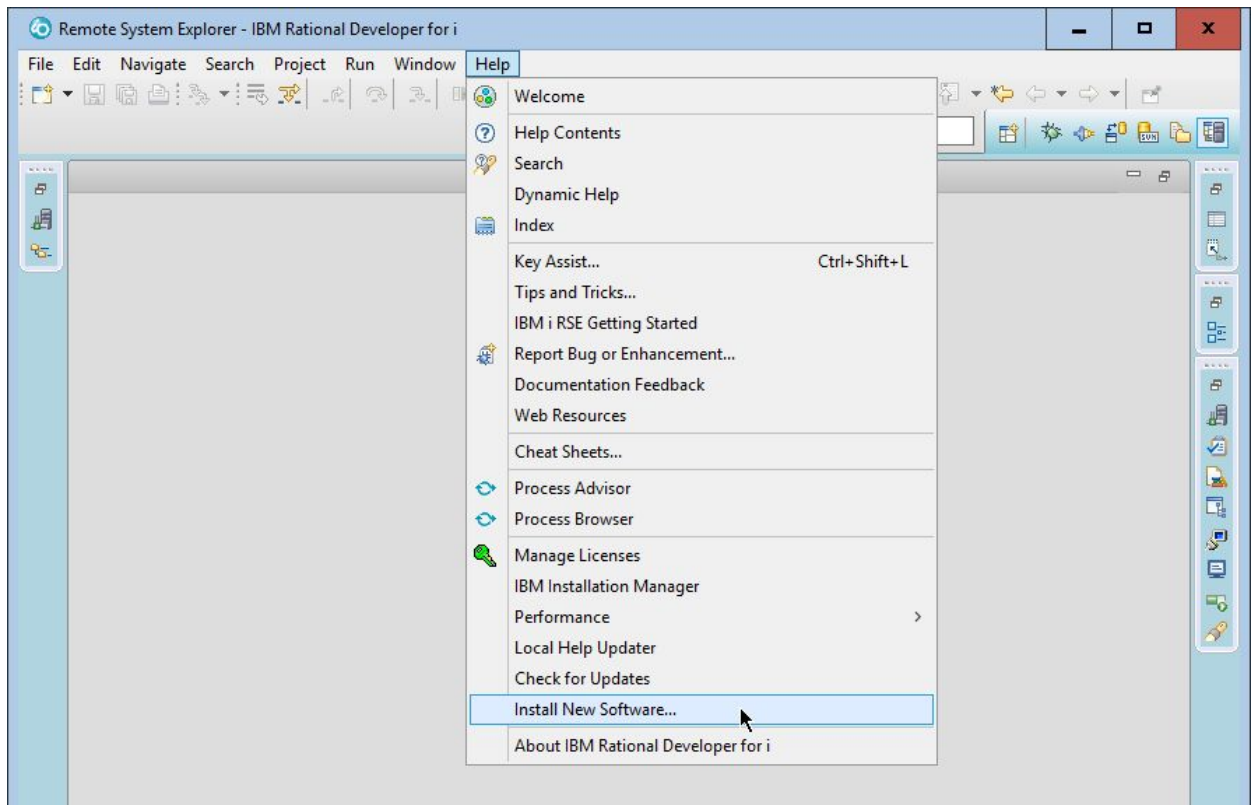 Remote System Explorer - IBM Rational Developer for i
File Edit Navigate Search Project Run Window Help
Welcome
Help Contents
Search
Dynamic Help
Index
Key Assist... Ctrl+Shift+L
Tips and Tricks...
IBM i RSE Getting Started
Report Bug or Enhancement...
Documentation Feedback
Web Resources
Cheat Sheets...
Process Advisor
Process Browser
Manage Licenses
IBM Installation Manager
Performance
Local Help Updater
Check for Updates
Install New Software...
About IBM Rational Developer for i